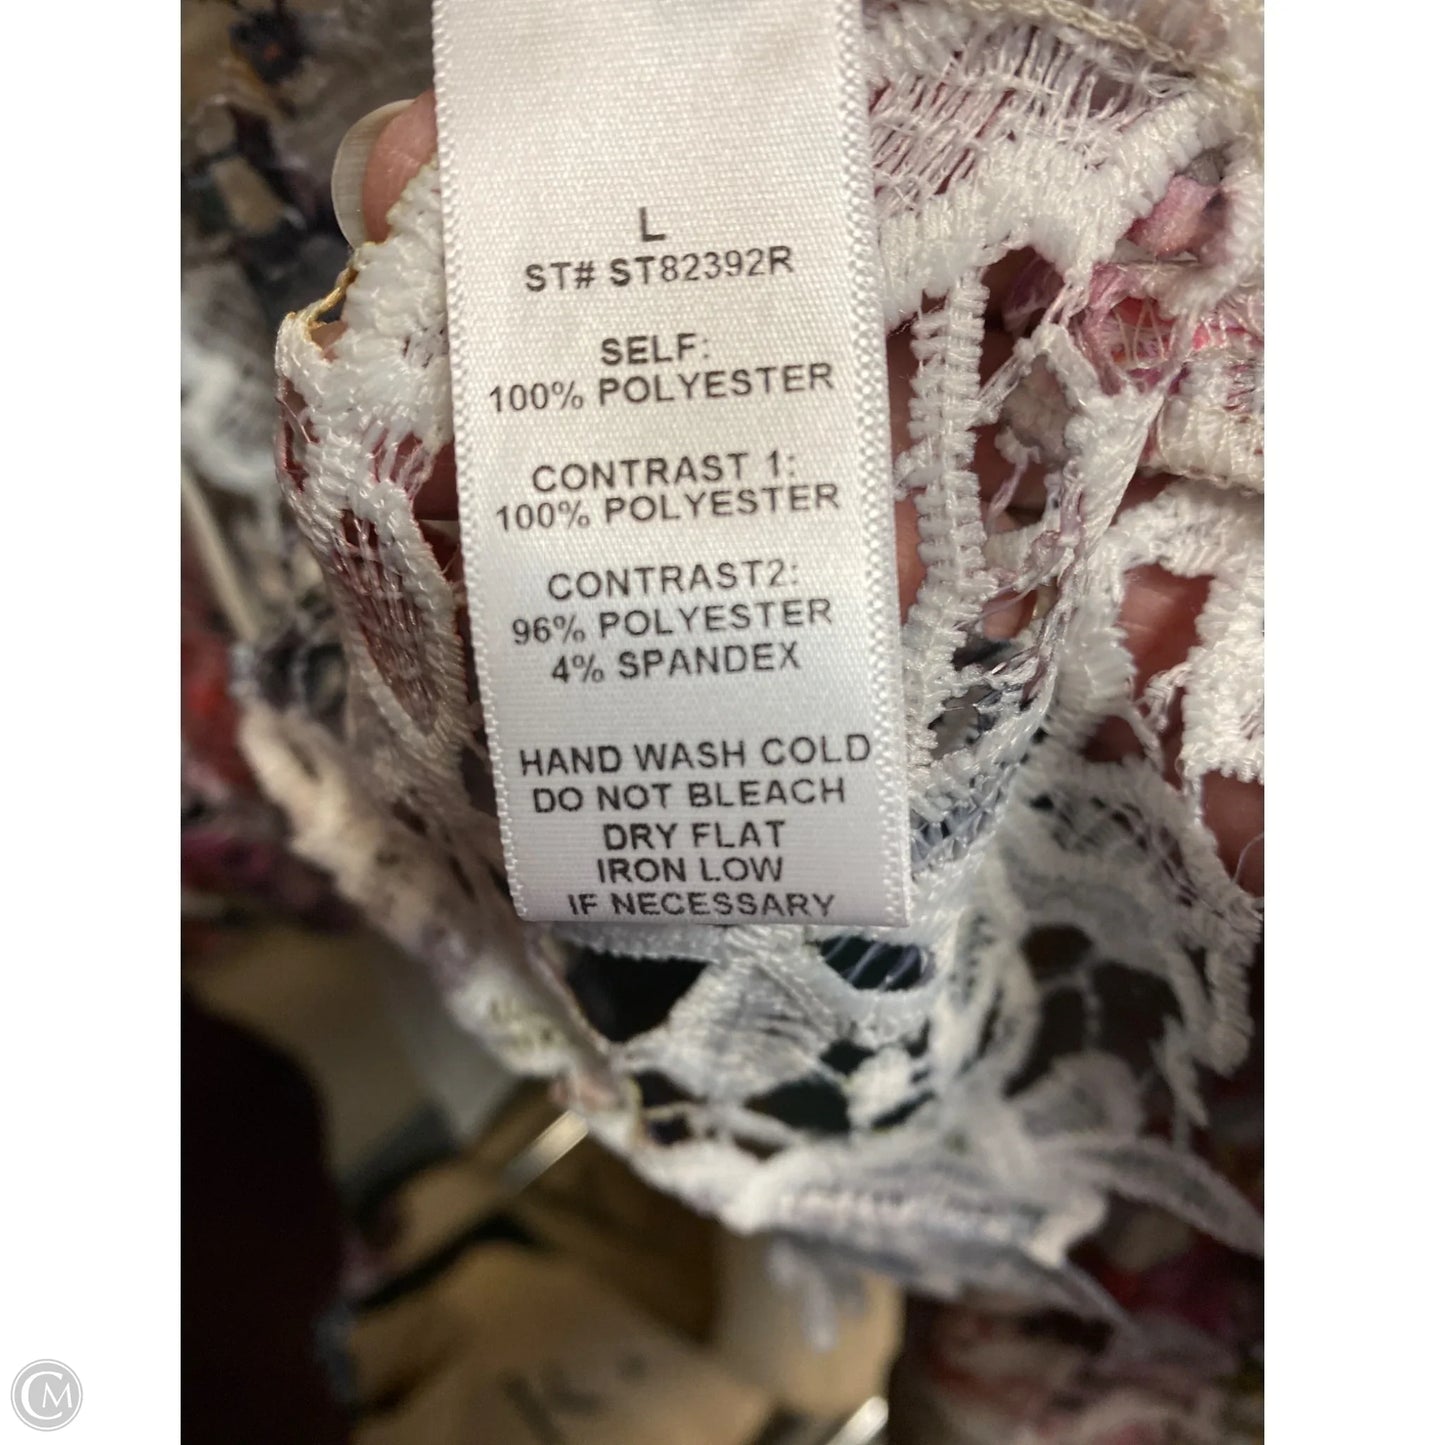 L
ST# ST82392R
SELF:
100% POLYESTER
CONTRAST 1:
100% POLYESTER
CONTRAST2:
96% POLYESTER
4% SPANDEX
HAND WASH COLD
DO NOT BLEACH
DRY FLAT
IRON LOW
IF NECESSARY
CM